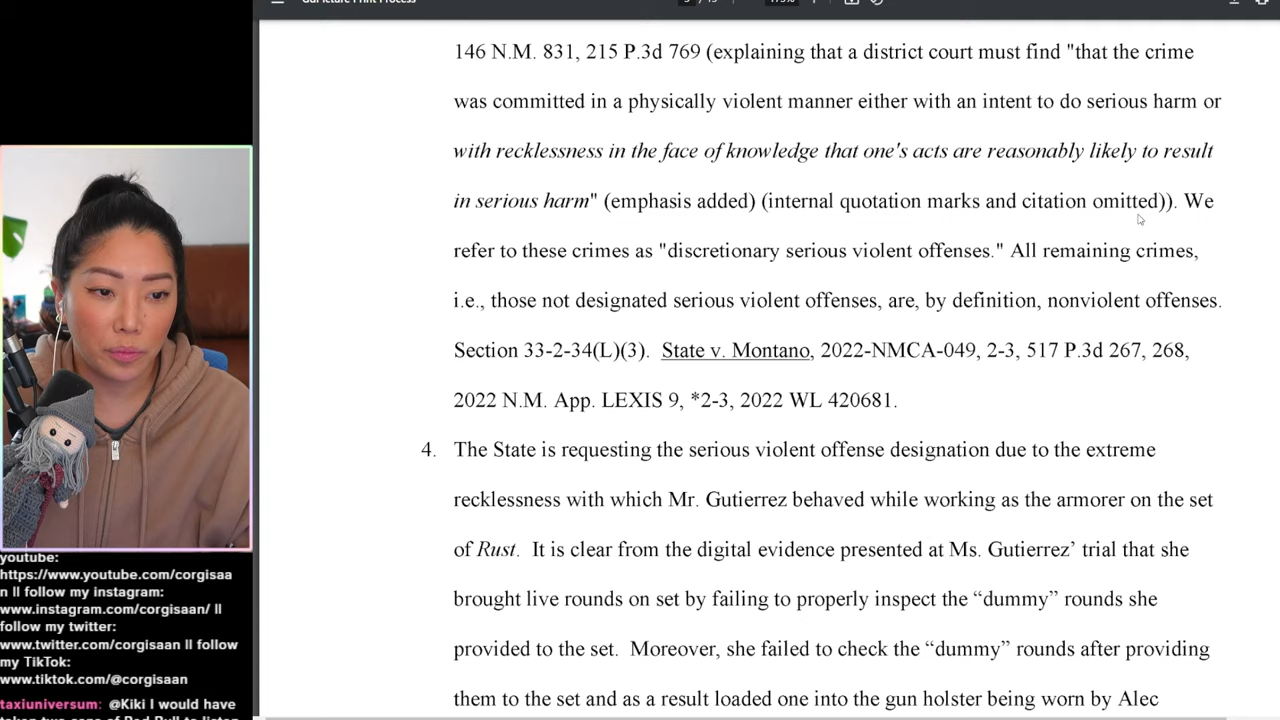 146 N.M. 831, 215 P.3d 769 (explaining that a district court must find "that the crime
was committed in a physically violent manner either with an intent to do serious harm or
with recklessness in the face of knowledge that one's acts are reasonably likely to result
in serious harm" (emphasis added) (internal quotation marks and citation omitted)). We
refer to these crimes as "discretionary serious violent offenses." All remaining crimes,
i.e., those not designated serious violent offenses, are, by definition, nonviolent offenses.
Section 33-2-34(L)(3). State v. Montano, 2022-NMCA-049, 2-3, 517 P.3d 267, 268,
2022 N.M. App. LEXIS 9, *2-3, 2022 WL 420681.
4. The State is requesting the serious violent offense designation due to the extreme
recklessness with which Mr. Gutierrez behaved while working as the armorer on the set
of Rust. It is clear from the digital evidence presented at Ms. Gutierrez’ trial that she
brought live rounds on set by failing to properly inspect the “dummy” rounds she
provided to the set. Moreover, she failed to check the “dummy” rounds after providing
them to the set and as a result loaded one into the gun holster being worn by Alec
youtube:
https://www.youtube.com/corgisaa
n || follow my instagram:
www.instagram.com/corgisaan/ ||
follow my twitter:
www.twitter.com/corgisaan || follow
my TikTok:
www.tiktok.com/@corgisaan
taxiuniversum: @Kiki I would have